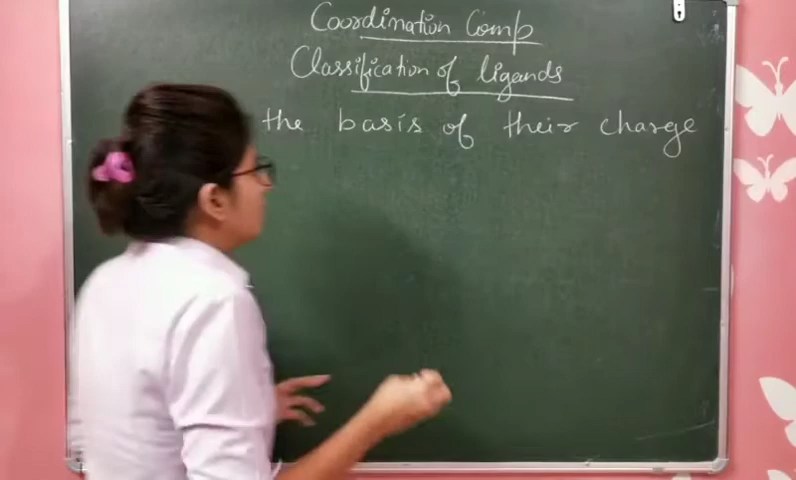 Coordination Comp
Classification of ligands
the basis of their charge